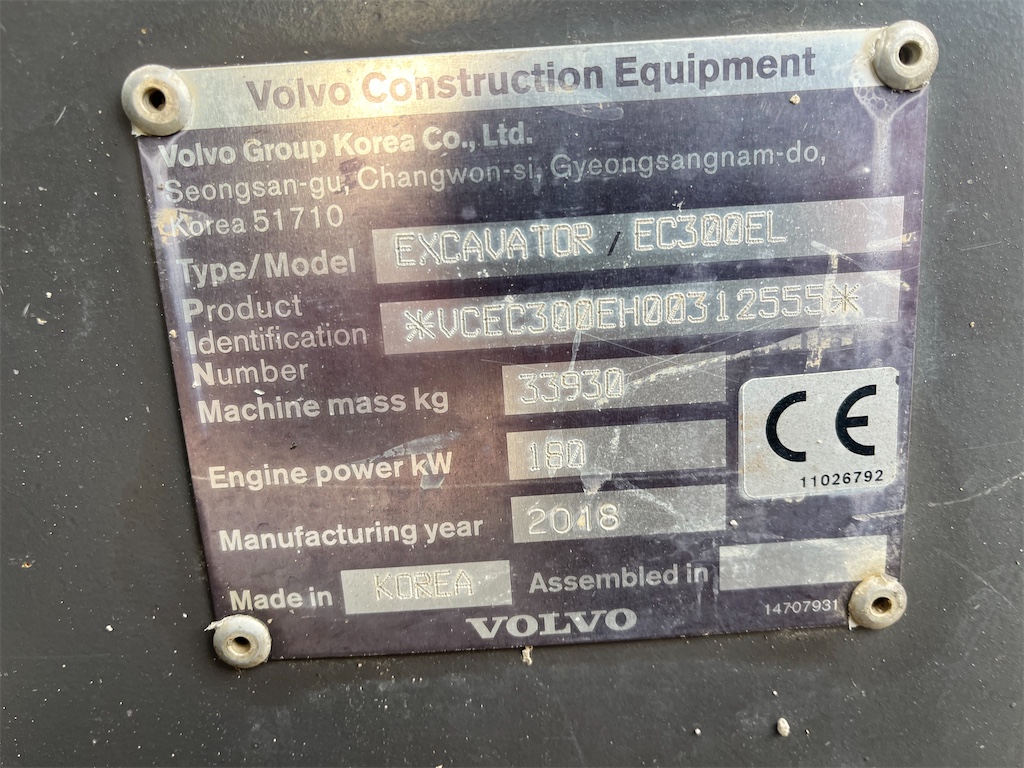 Volvo Construction Equipment
Volvo Group Korea Co., Ltd.
Seongsan-gu, Changwon-si, Gyeongsangnam-do,
Korea 51710
Type/Model EXCAVATOR / EC300EL
Product
Identification *VCEC300EH00312555*
Number
Machine mass kg 33930
Engine power kW 180
CE
11026792
Manufacturing year 2018
Made in KOREA Assembled in
VOLVO 14707931